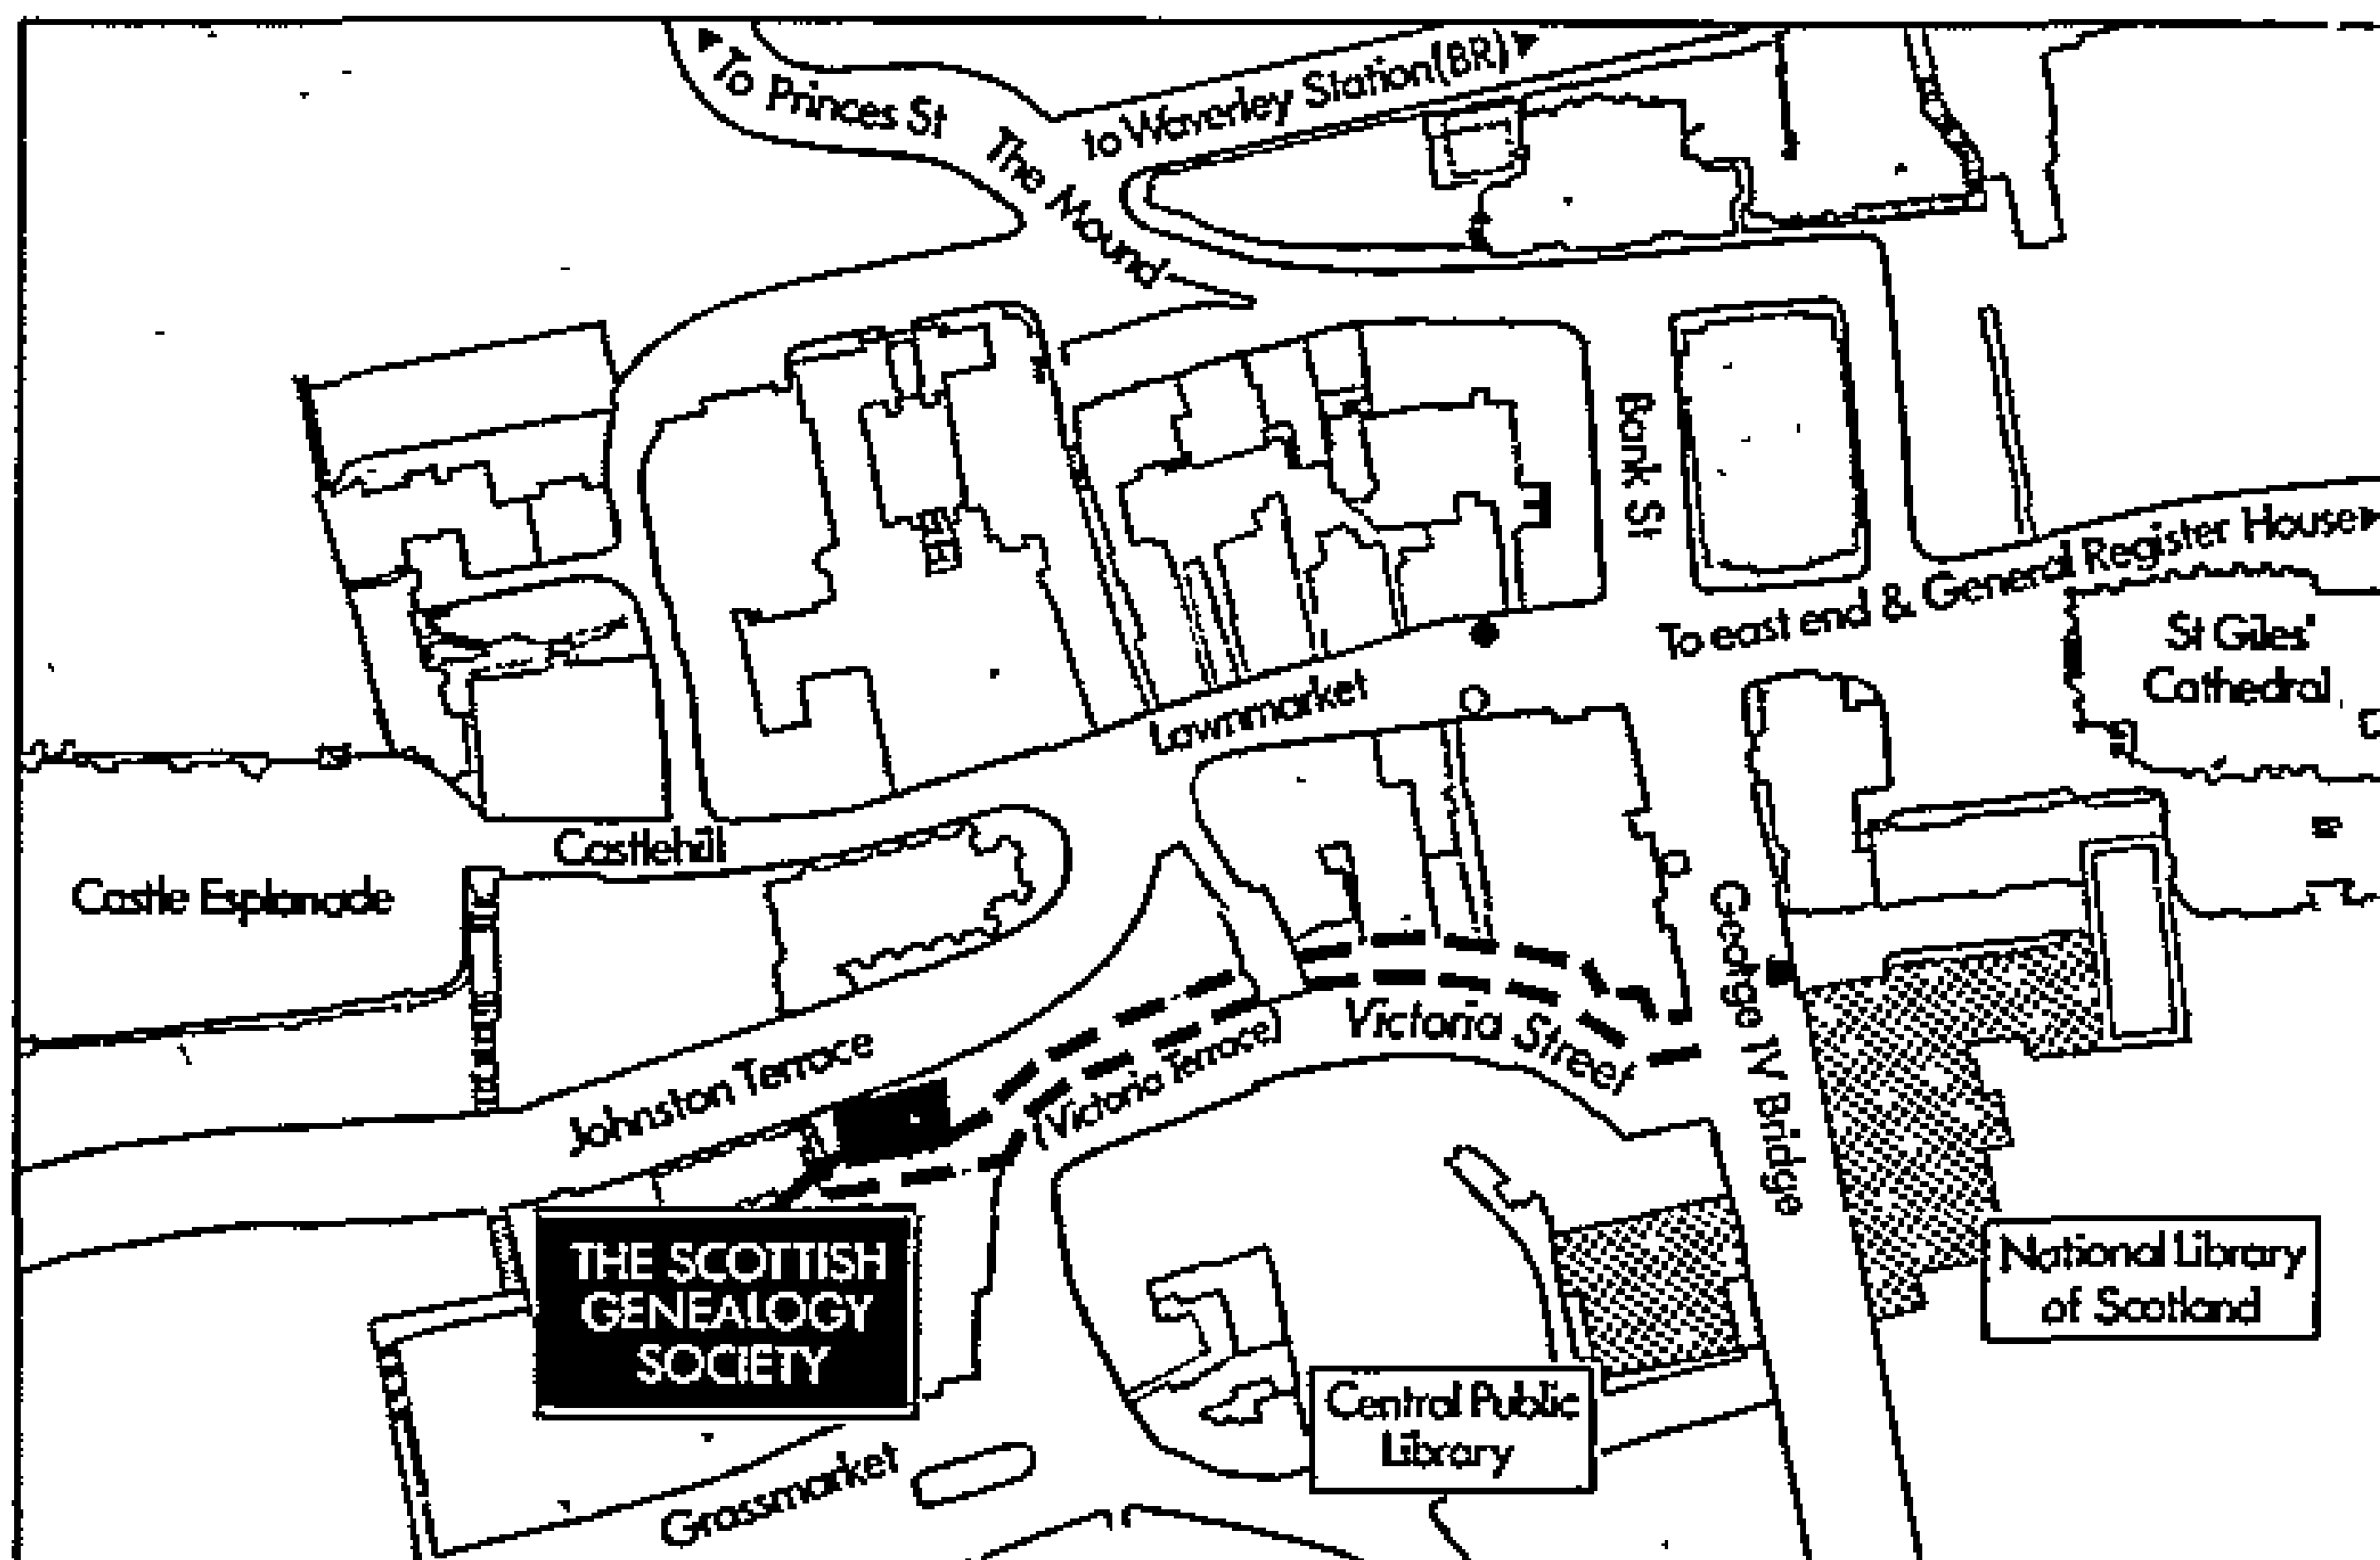 To Princes St
The Mound
to Waverley Station(BR)
Bank St
To east end & General Register House
St Giles'
Cathedral
Lawnmarket
Castlehill
Castle Esplanade
George IV Bridge
Victoria Street
(Victoria Terrace)
Johnston Terrace
THE SCOTTISH
GENEALOGY
SOCIETY
National Library
of Scotland
Central Public
Library
Grassmarket